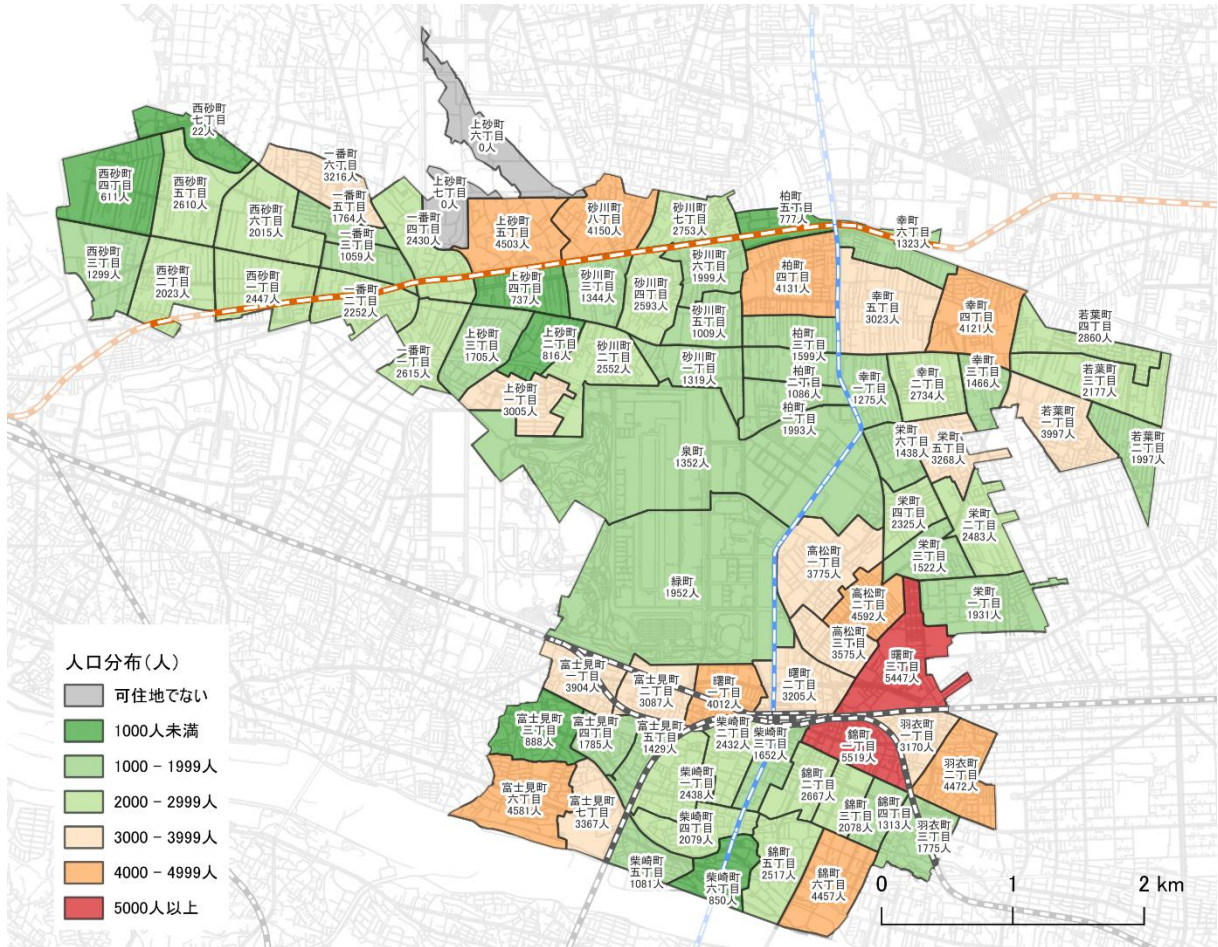 西砂町
七丁目
22人
西砂町
四丁目
611人
西砂町
五丁目
2610人
西砂町
六丁目
2015人
西砂町
三丁目
1299人
西砂町
二丁目
2023人
西砂町
一丁目
2447人
一番町
六丁目
3216人
一番町
五丁目
1764人
一番町
三丁目
1059人
一番町
四丁目
2430人
一番町
二丁目
2252人
一番町
一丁目
2615人
上砂町
六丁目
0人
上砂町
七丁目
0人
上砂町
五丁目
4503人
上砂町
四丁目
737人
上砂町
三丁目
1705人
上砂町
二丁目
816人
上砂町
一丁目
3005人
砂川町
八丁目
4150人
砂川町
七丁目
2753人
砂川町
六丁目
1999人
砂川町
三丁目
1344人
砂川町
四丁目
2593人
砂川町
五丁目
1009人
砂川町
二丁目
2552人
砂川町
一丁目
1319人
柏町
五丁目
777人
柏町
四丁目
4131人
柏町
三丁目
1599人
柏町
二丁目
1086人
柏町
一丁目
1993人
幸町
六丁目
1323人
幸町
五丁目
3023人
幸町
四丁目
4121人
幸町
三丁目
1466人
幸町
二丁目
2734人
幸町
一丁目
1275人
若葉町
四丁目
2860人
若葉町
三丁目
2177人
若葉町
一丁目
3997人
若葉町
二丁目
1997人
栄町
六丁目
1438人
栄町
五丁目
3268人
栄町
四丁目
2325人
栄町
二丁目
2483人
栄町
三丁目
1522人
栄町
一丁目
1931人
泉町
1352人
緑町
1952人
高松町
一丁目
3775人
高松町
二丁目
4592人
高松町
三丁目
3575人
曙町
三丁目
5447人
曙町
二丁目
3205人
曙町
一丁目
4012人
富士見町
一丁目
3904人
富士見町
二丁目
3087人
富士見町
三丁目
888人
富士見町
四丁目
1785人
富士見町
五丁目
1429人
富士見町
六丁目
4581人
富士見町
七丁目
3367人
柴崎町
二丁目
2432人
柴崎町
三丁目
1652人
柴崎町
一丁目
2438人
柴崎町
四丁目
2079人
柴崎町
五丁目
1081人
柴崎町
六丁目
850人
錦町
一丁目
5519人
錦町
二丁目
2667人
錦町
三丁目
2078人
錦町
四丁目
1313人
錦町
五丁目
2517人
錦町
六丁目
4457人
羽衣町
一丁目
3170人
羽衣町
二丁目
4472人
羽衣町
三丁目
1775人
人口分布(人)
可住地でない
1000人未満
1000 - 1999人
2000 - 2999人
3000 - 3999人
4000 - 4999人
5000人以上
0 1 2 km